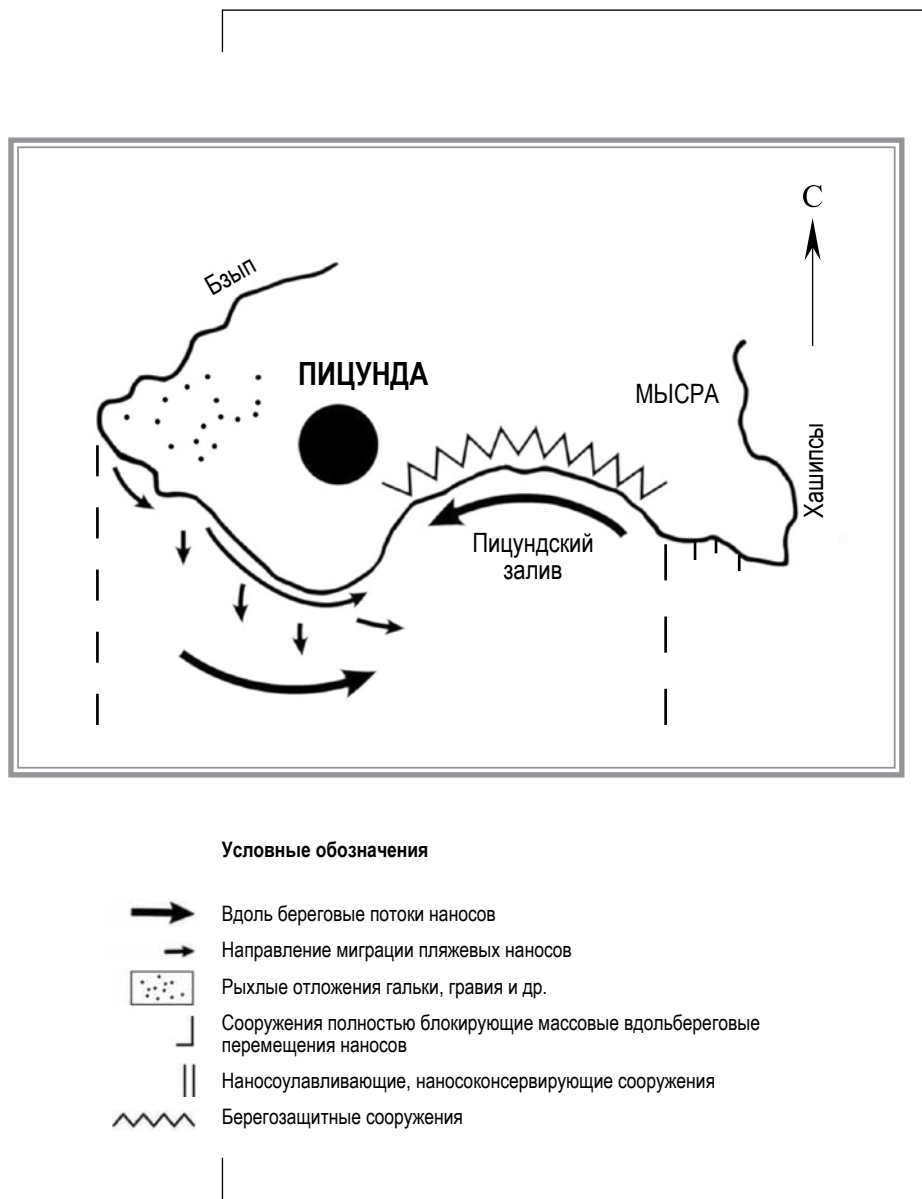 С
Бзып
ПИЦУНДА
МЫСРА
Хашипсы
Пицундский
залив
Условные обозначения
Вдоль береговые потоки наносов
Направление миграции пляжевых наносов
Рыхлые отложения гальки, гравия и др.
Сооружения полностью блокирующие массовые вдольбереговые
перемещения наносов
Наносоулавливающие, наносоконсервирующие сооружения
Берегозащитные сооружения